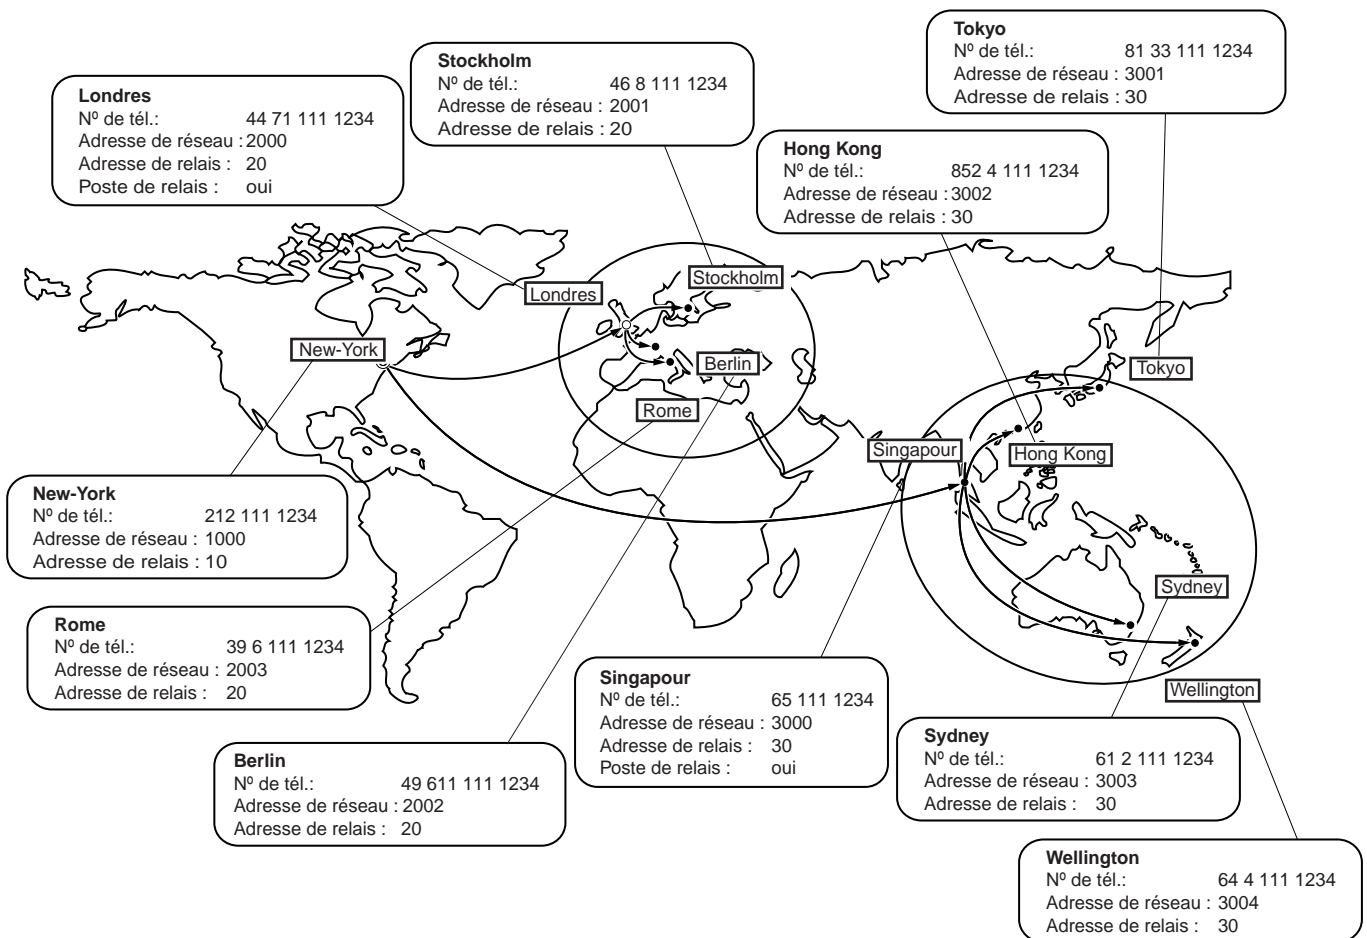 Tokyo
Nº de tél.: 81 33 111 1234
Adresse de réseau : 3001
Adresse de relais : 30
Stockholm
Nº de tél.: 46 8 111 1234
Adresse de réseau : 2001
Adresse de relais : 20
Londres
Nº de tél.: 44 71 111 1234
Adresse de réseau : 2000
Adresse de relais : 20
Poste de relais : oui
Hong Kong
Nº de tél.: 852 4 111 1234
Adresse de réseau : 3002
Adresse de relais : 30
Stockholm
Londres
New-York
Berlin
Tokyo
Rome
Singapour
Hong Kong
New-York
Nº de tél.: 212 111 1234
Adresse de réseau : 1000
Adresse de relais : 10
Sydney
Rome
Nº de tél.: 39 6 111 1234
Adresse de réseau : 2003
Adresse de relais : 20
Singapour
Nº de tél.: 65 111 1234
Adresse de réseau : 3000
Adresse de relais : 30
Poste de relais : oui
Wellington
Sydney
Nº de tél.: 61 2 111 1234
Adresse de réseau : 3003
Adresse de relais : 30
Berlin
Nº de tél.: 49 611 111 1234
Adresse de réseau : 2002
Adresse de relais : 20
Wellington
Nº de tél.: 64 4 111 1234
Adresse de réseau : 3004
Adresse de relais : 30